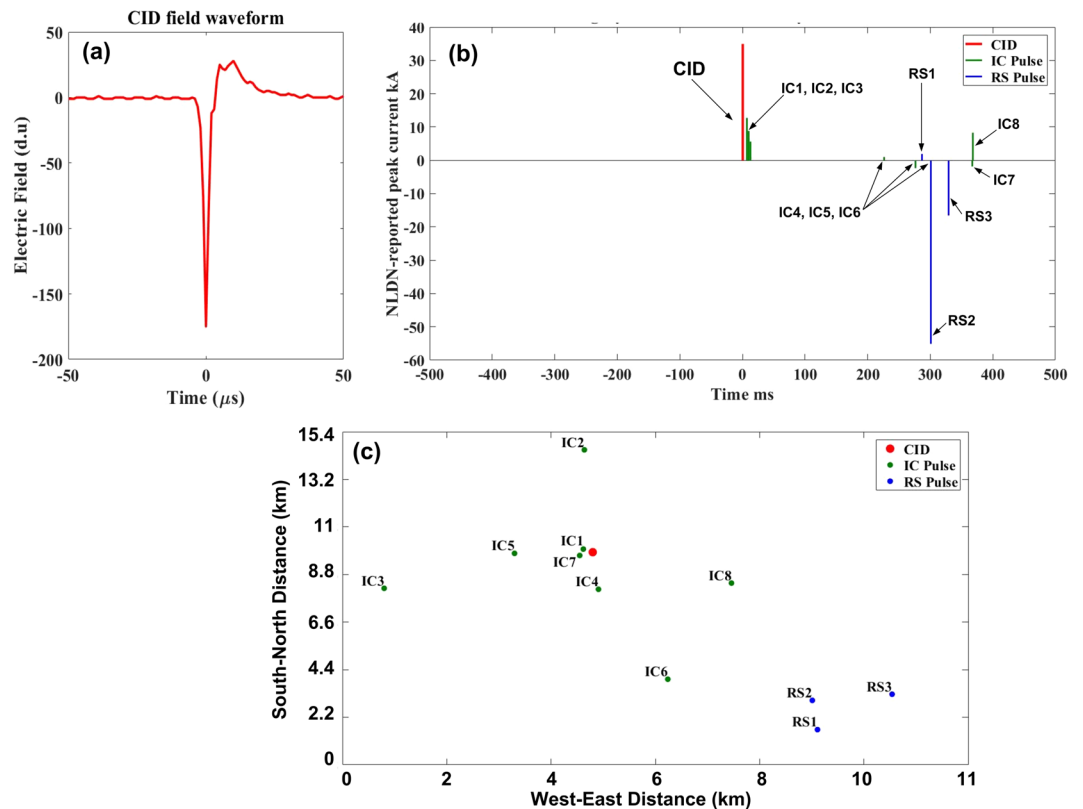 CID field waveform
(a)
Electric Field (d.u)
50
0
-50
-100
-150
-200
-50
0
50
Time (μs)
(b)
CID
IC Pulse
RS Pulse
NLDN-reported peak current kA
40
30
20
10
0
-10
-20
-30
-40
-50
-60
CID
IC1, IC2, IC3
RS1
IC8
IC4, IC5, IC6
IC7
RS3
RS2
-500
-400
-300
-200
-100
0
100
200
300
400
500
Time ms
(c)
CID
IC Pulse
RS Pulse
South-North Distance (km)
15.4
13.2
11
8.8
6.6
4.4
2.2
0
IC2
IC5
IC1
IC7
IC3
IC4
IC8
IC6
RS2
RS3
RS1
0
2
4
6
8
10
11
West-East Distance (km)